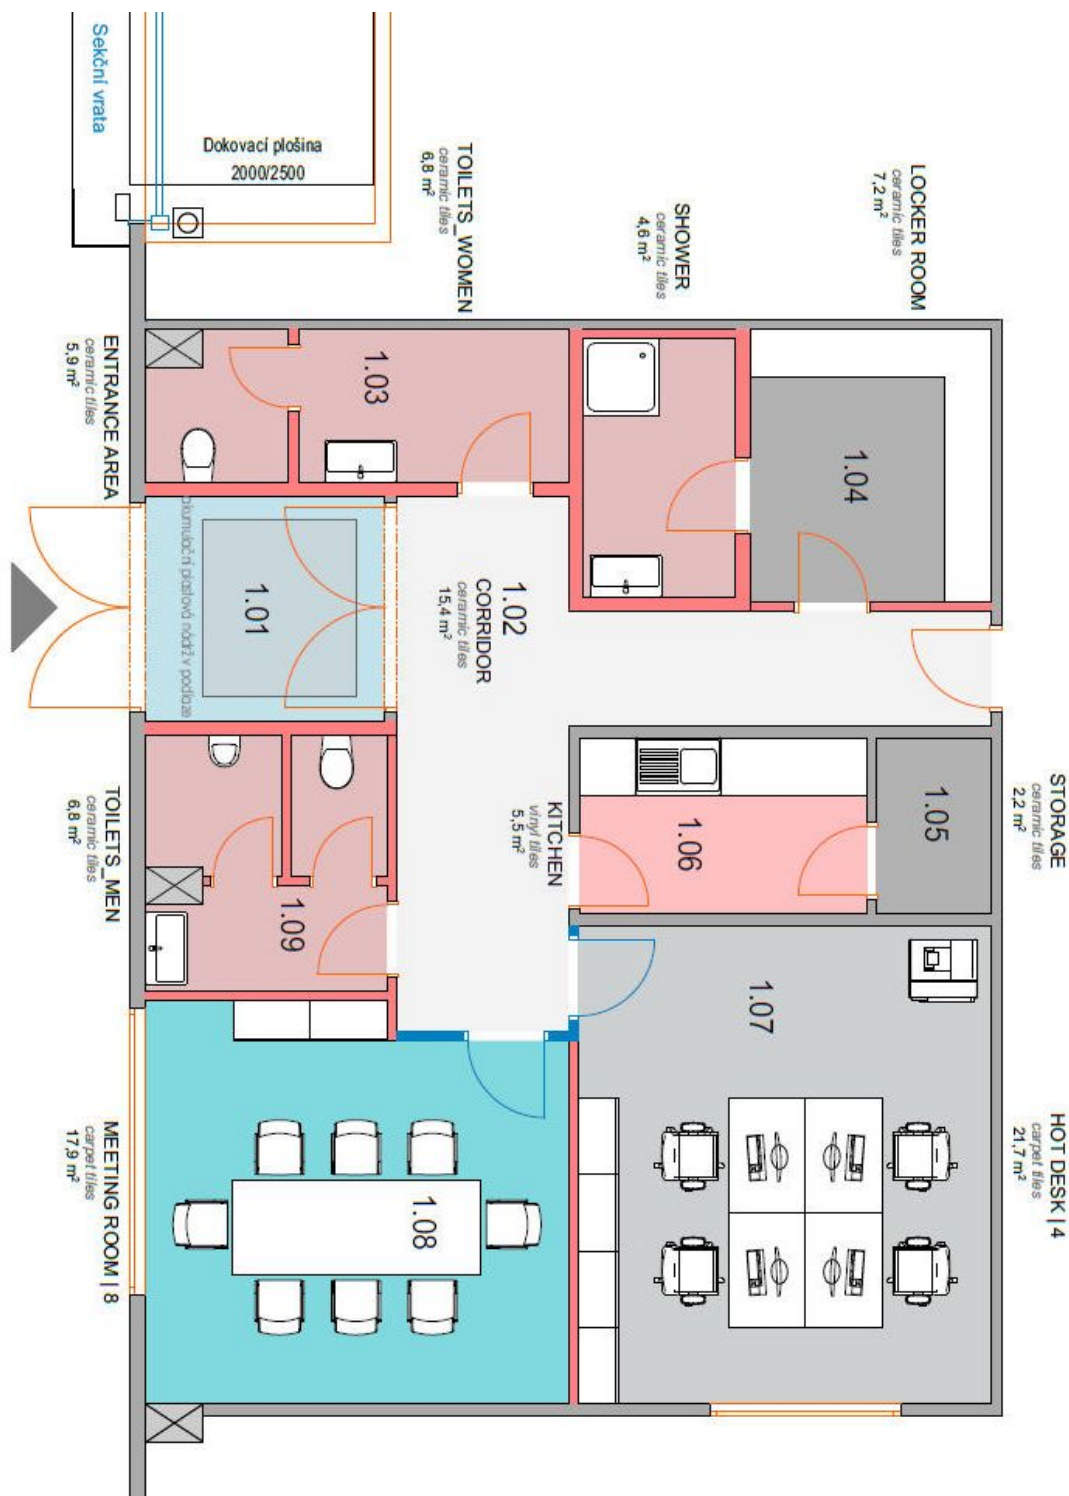 Sekční vrata
Dokovací plošina
2000/2500
TOILETS_WOMEN
ceramic tiles
6,8 m²
SHOWER
ceramic tiles
4,6 m²
LOCKER ROOM
ceramic tiles
7,2 m²
ENTRANCE AREA
ceramic tiles
5,9 m²
1.03
1.04
1.01
akumulační plastová nádrž v podlaze
1.02
CORRIDOR
ceramic tiles
15,4 m²
TOILETS_MEN
ceramic tiles
6,8 m²
1.09
KITCHEN
vinyl tiles
5,5 m²
1.06
1.05
STORAGE
ceramic tiles
2,2 m²
1.07
HOT DESK | 4
carpet tiles
21,7 m²
MEETING ROOM | 8
carpet tiles
17,9 m²
1.08